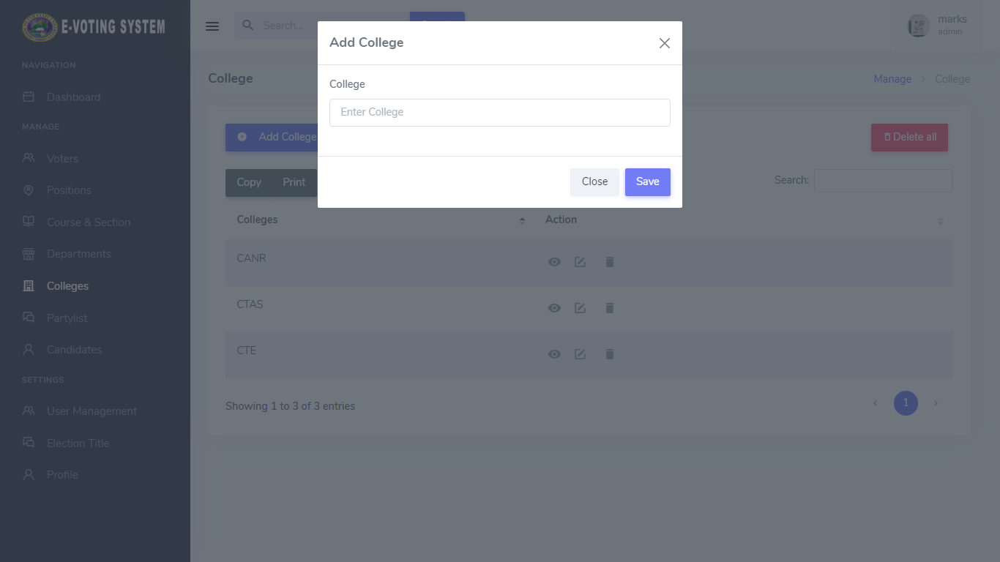 E-VOTING SYSTEM
NAVIGATION
Dashboard
MANAGE
Voters
Positions
Course & Section
Departments
Colleges
Partylist
Candidates
SETTINGS
User Management
Election Title
Profile
Search...
marks
admin
College
Manage > College
Add College
Delete all
Copy Print
Search:
Add College
College
Enter College
Close Save
Colleges Action
CANR
CTAS
CTE
Showing 1 to 3 of 3 entries
‹ 1 ›